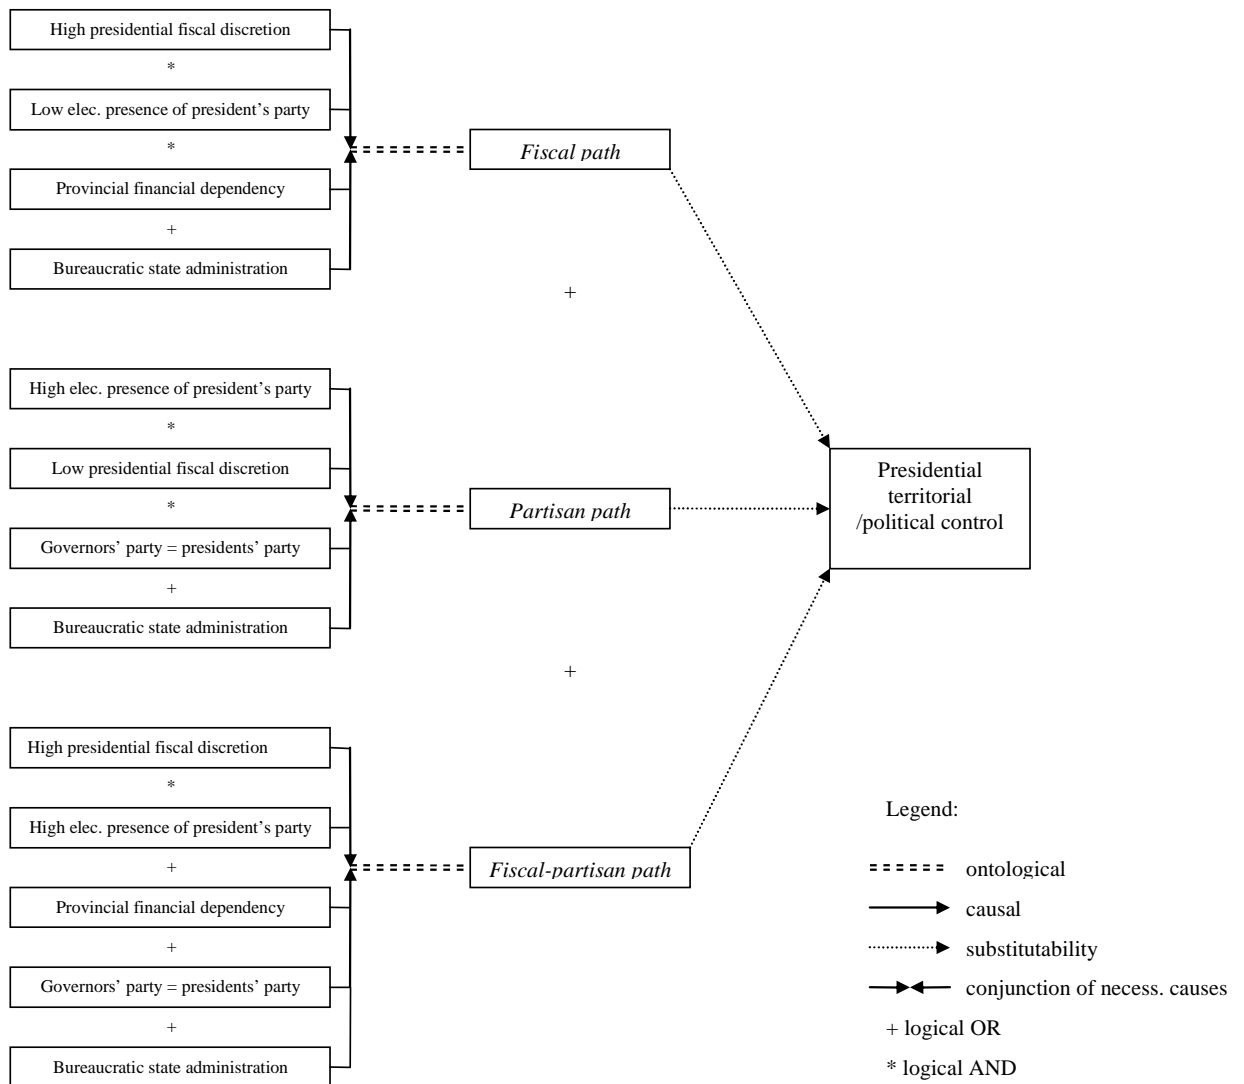 High presidential fiscal discretion
*
Low elec. presence of president's party
*
Provincial financial dependency
+
Bureaucratic state administration
Fiscal path
+
High elec. presence of president's party
*
Low presidential fiscal discretion
*
Governors' party = presidents' party
+
Bureaucratic state administration
Partisan path
+
High presidential fiscal discretion
*
High elec. presence of president's party
+
Provincial financial dependency
+
Governors' party = presidents' party
+
Bureaucratic state administration
Fiscal-partisan path
Presidential
territorial
/political control
Legend:
ontological
causal
substitutability
conjunction of necess. causes
+ logical OR
* logical AND